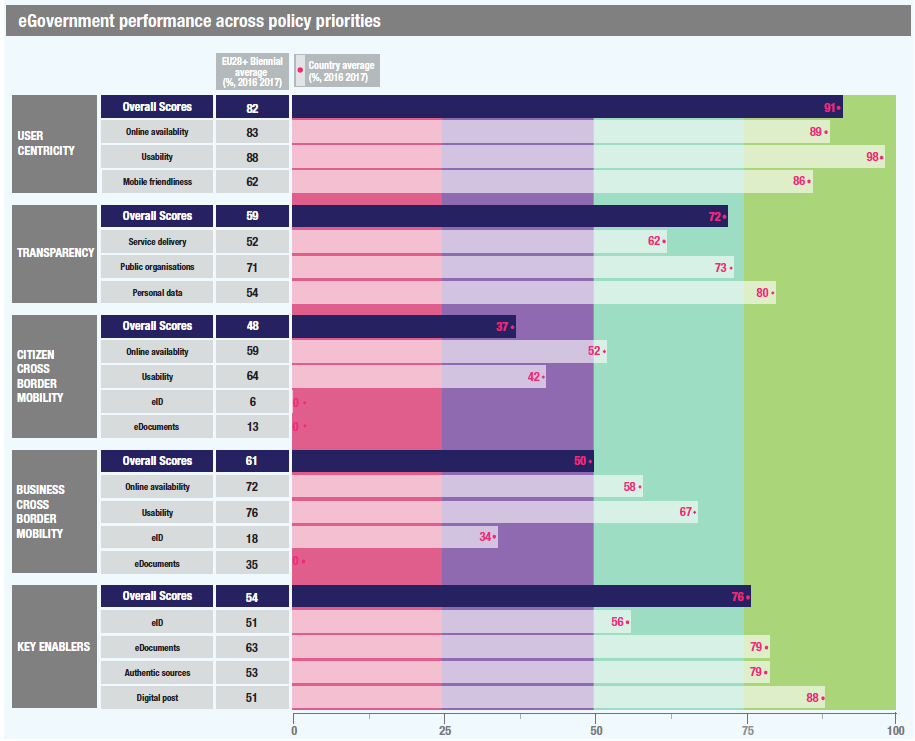 eGovernment performance across policy priorities
EU28+ Biennial
average
(%, 2016 2017)
Country average
(%, 2016 2017)
USER
CENTRICITY
Overall Scores 82 91
Online availablity 83 89
Usability 88 98
Mobile friendliness 62 86
TRANSPARENCY
Overall Scores 59 72
Service delivery 52 62
Public organisations 71 73
Personal data 54 80
CITIZEN
CROSS
BORDER
MOBILITY
Overall Scores 48 37
Online availablity 59 52
Usability 64 42
eID 6 0
eDocuments 13 0
BUSINESS
CROSS
BORDER
MOBILITY
Overall Scores 61 50
Online availability 72 58
Usability 76 67
eID 18 34
eDocuments 35 0
KEY ENABLERS
Overall Scores 54 76
eID 51 56
eDocuments 63 79
Authentic sources 53 79
Digital post 51 88
0 25 50 75 100